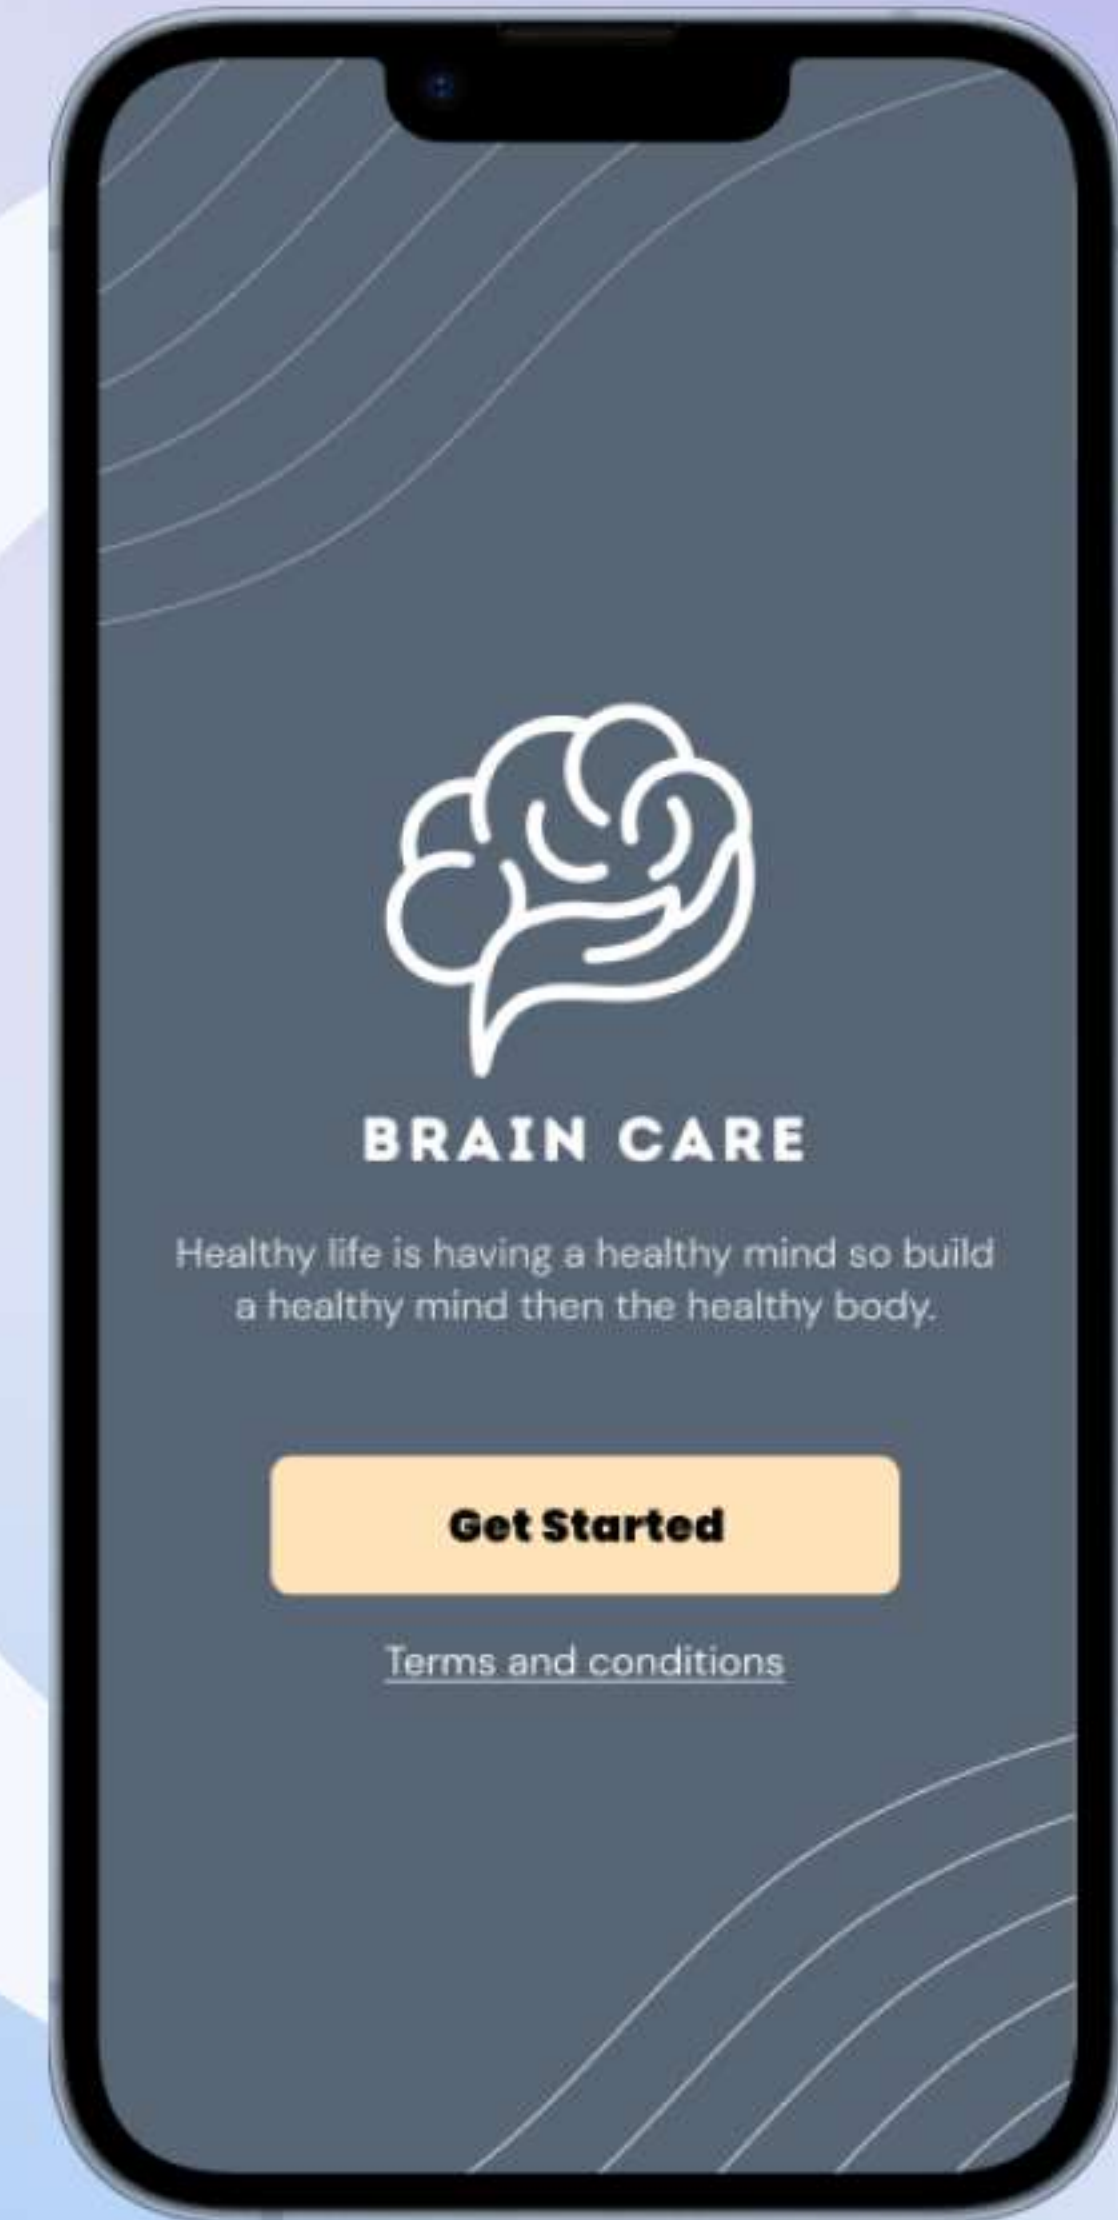 BRAIN CARE
Healthy life is having a healthy mind so build
a healthy mind then the healthy body.
Get Started
Terms and conditions